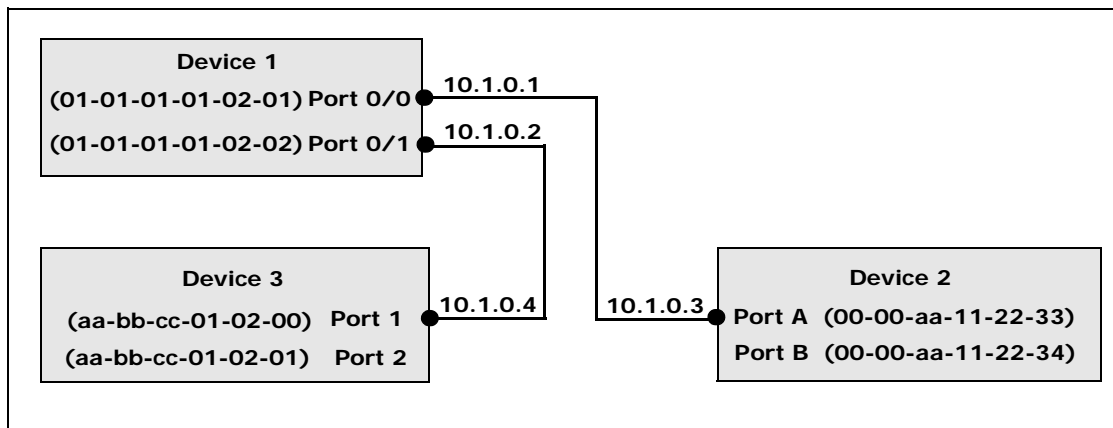 Device 1
(01-01-01-01-02-01) Port 0/0
10.1.0.1
(01-01-01-01-02-02) Port 0/1
10.1.0.2
Device 3
(aa-bb-cc-01-02-00) Port 1
10.1.0.4
(aa-bb-cc-01-02-01) Port 2
Device 2
10.1.0.3
Port A (00-00-aa-11-22-33)
Port B (00-00-aa-11-22-34)